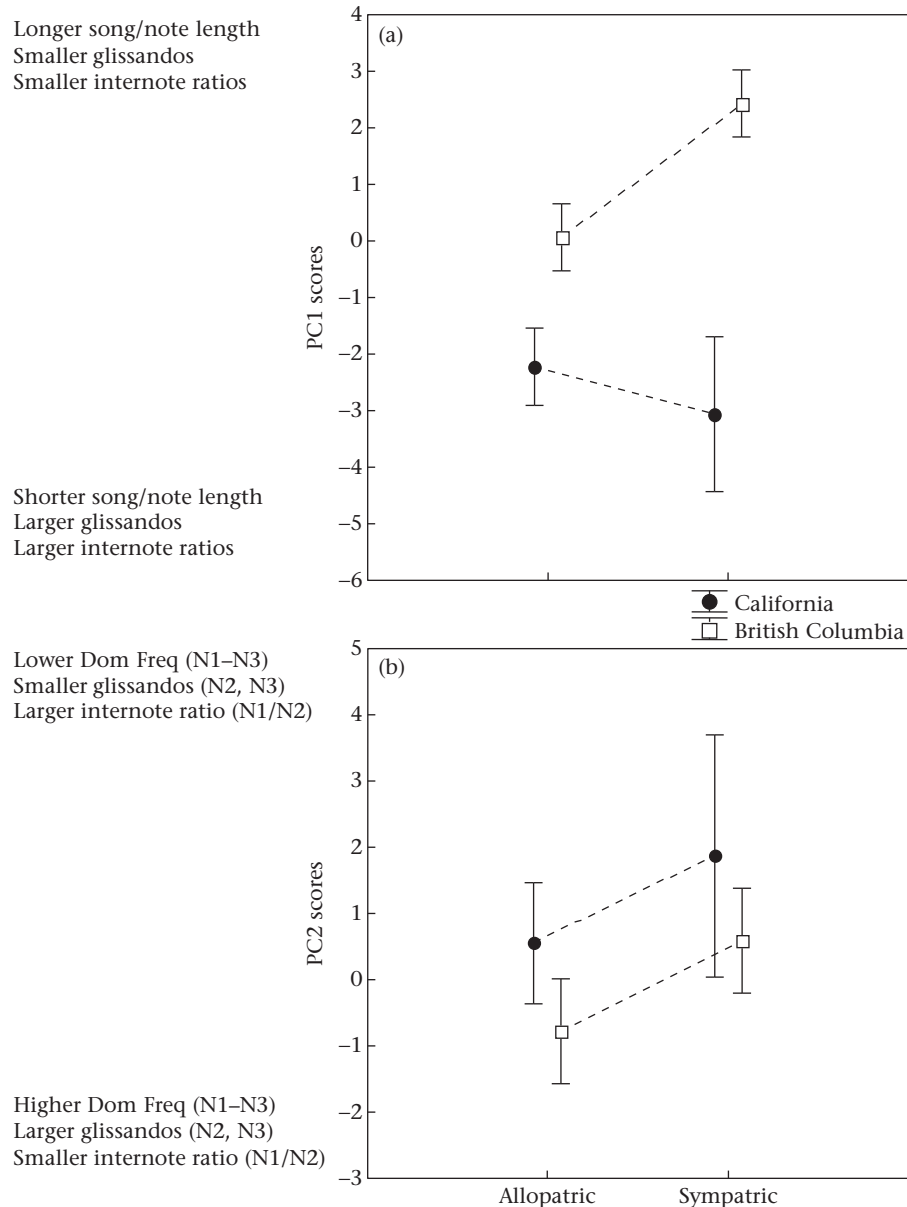 Longer song/note length
Smaller glissandos
Smaller internote ratios
Shorter song/note length
Larger glissandos
Larger internote ratios
(a)
PC1 scores
4
3
2
1
0
–1
–2
–3
–4
–5
–6
California
British Columbia
Lower Dom Freq (N1–N3)
Smaller glissandos (N2, N3)
Larger internote ratio (N1/N2)
Higher Dom Freq (N1–N3)
Larger glissandos (N2, N3)
Smaller internote ratio (N1/N2)
(b)
PC2 scores
5
4
3
2
1
0
–1
–2
–3
Allopatric Sympatric